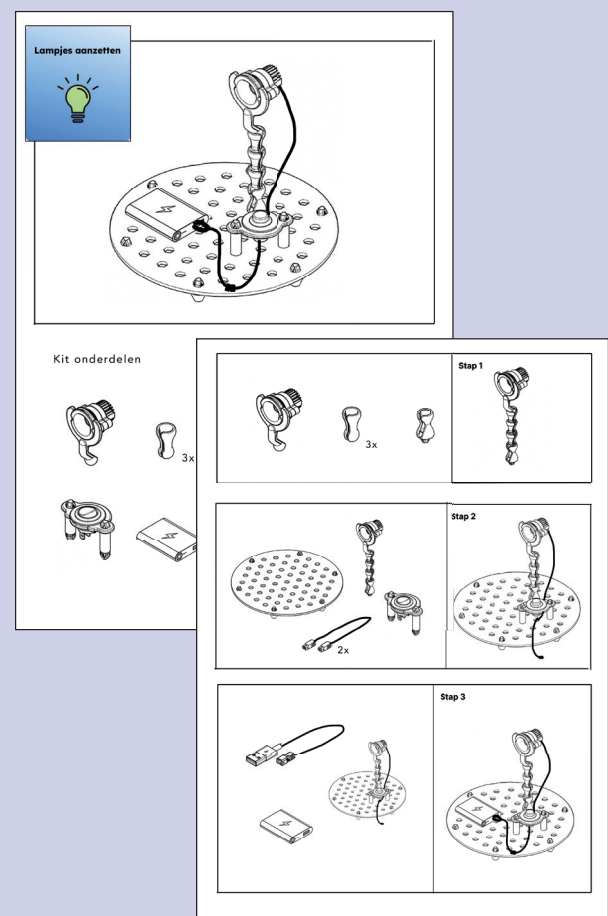 Lampjes aanzetten
Kit onderdelen
3x
Stap 1
3x
Stap 2
2x
Stap 3